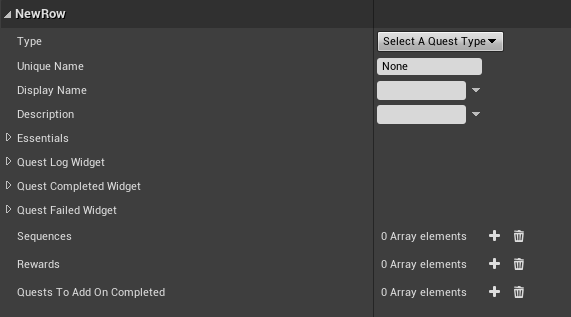 NewRow
Type Select A Quest Type
Unique Name None
Display Name
Description
Essentials
Quest Log Widget
Quest Completed Widget
Quest Failed Widget
Sequences 0 Array elements
Rewards 0 Array elements
Quests To Add On Completed 0 Array elements